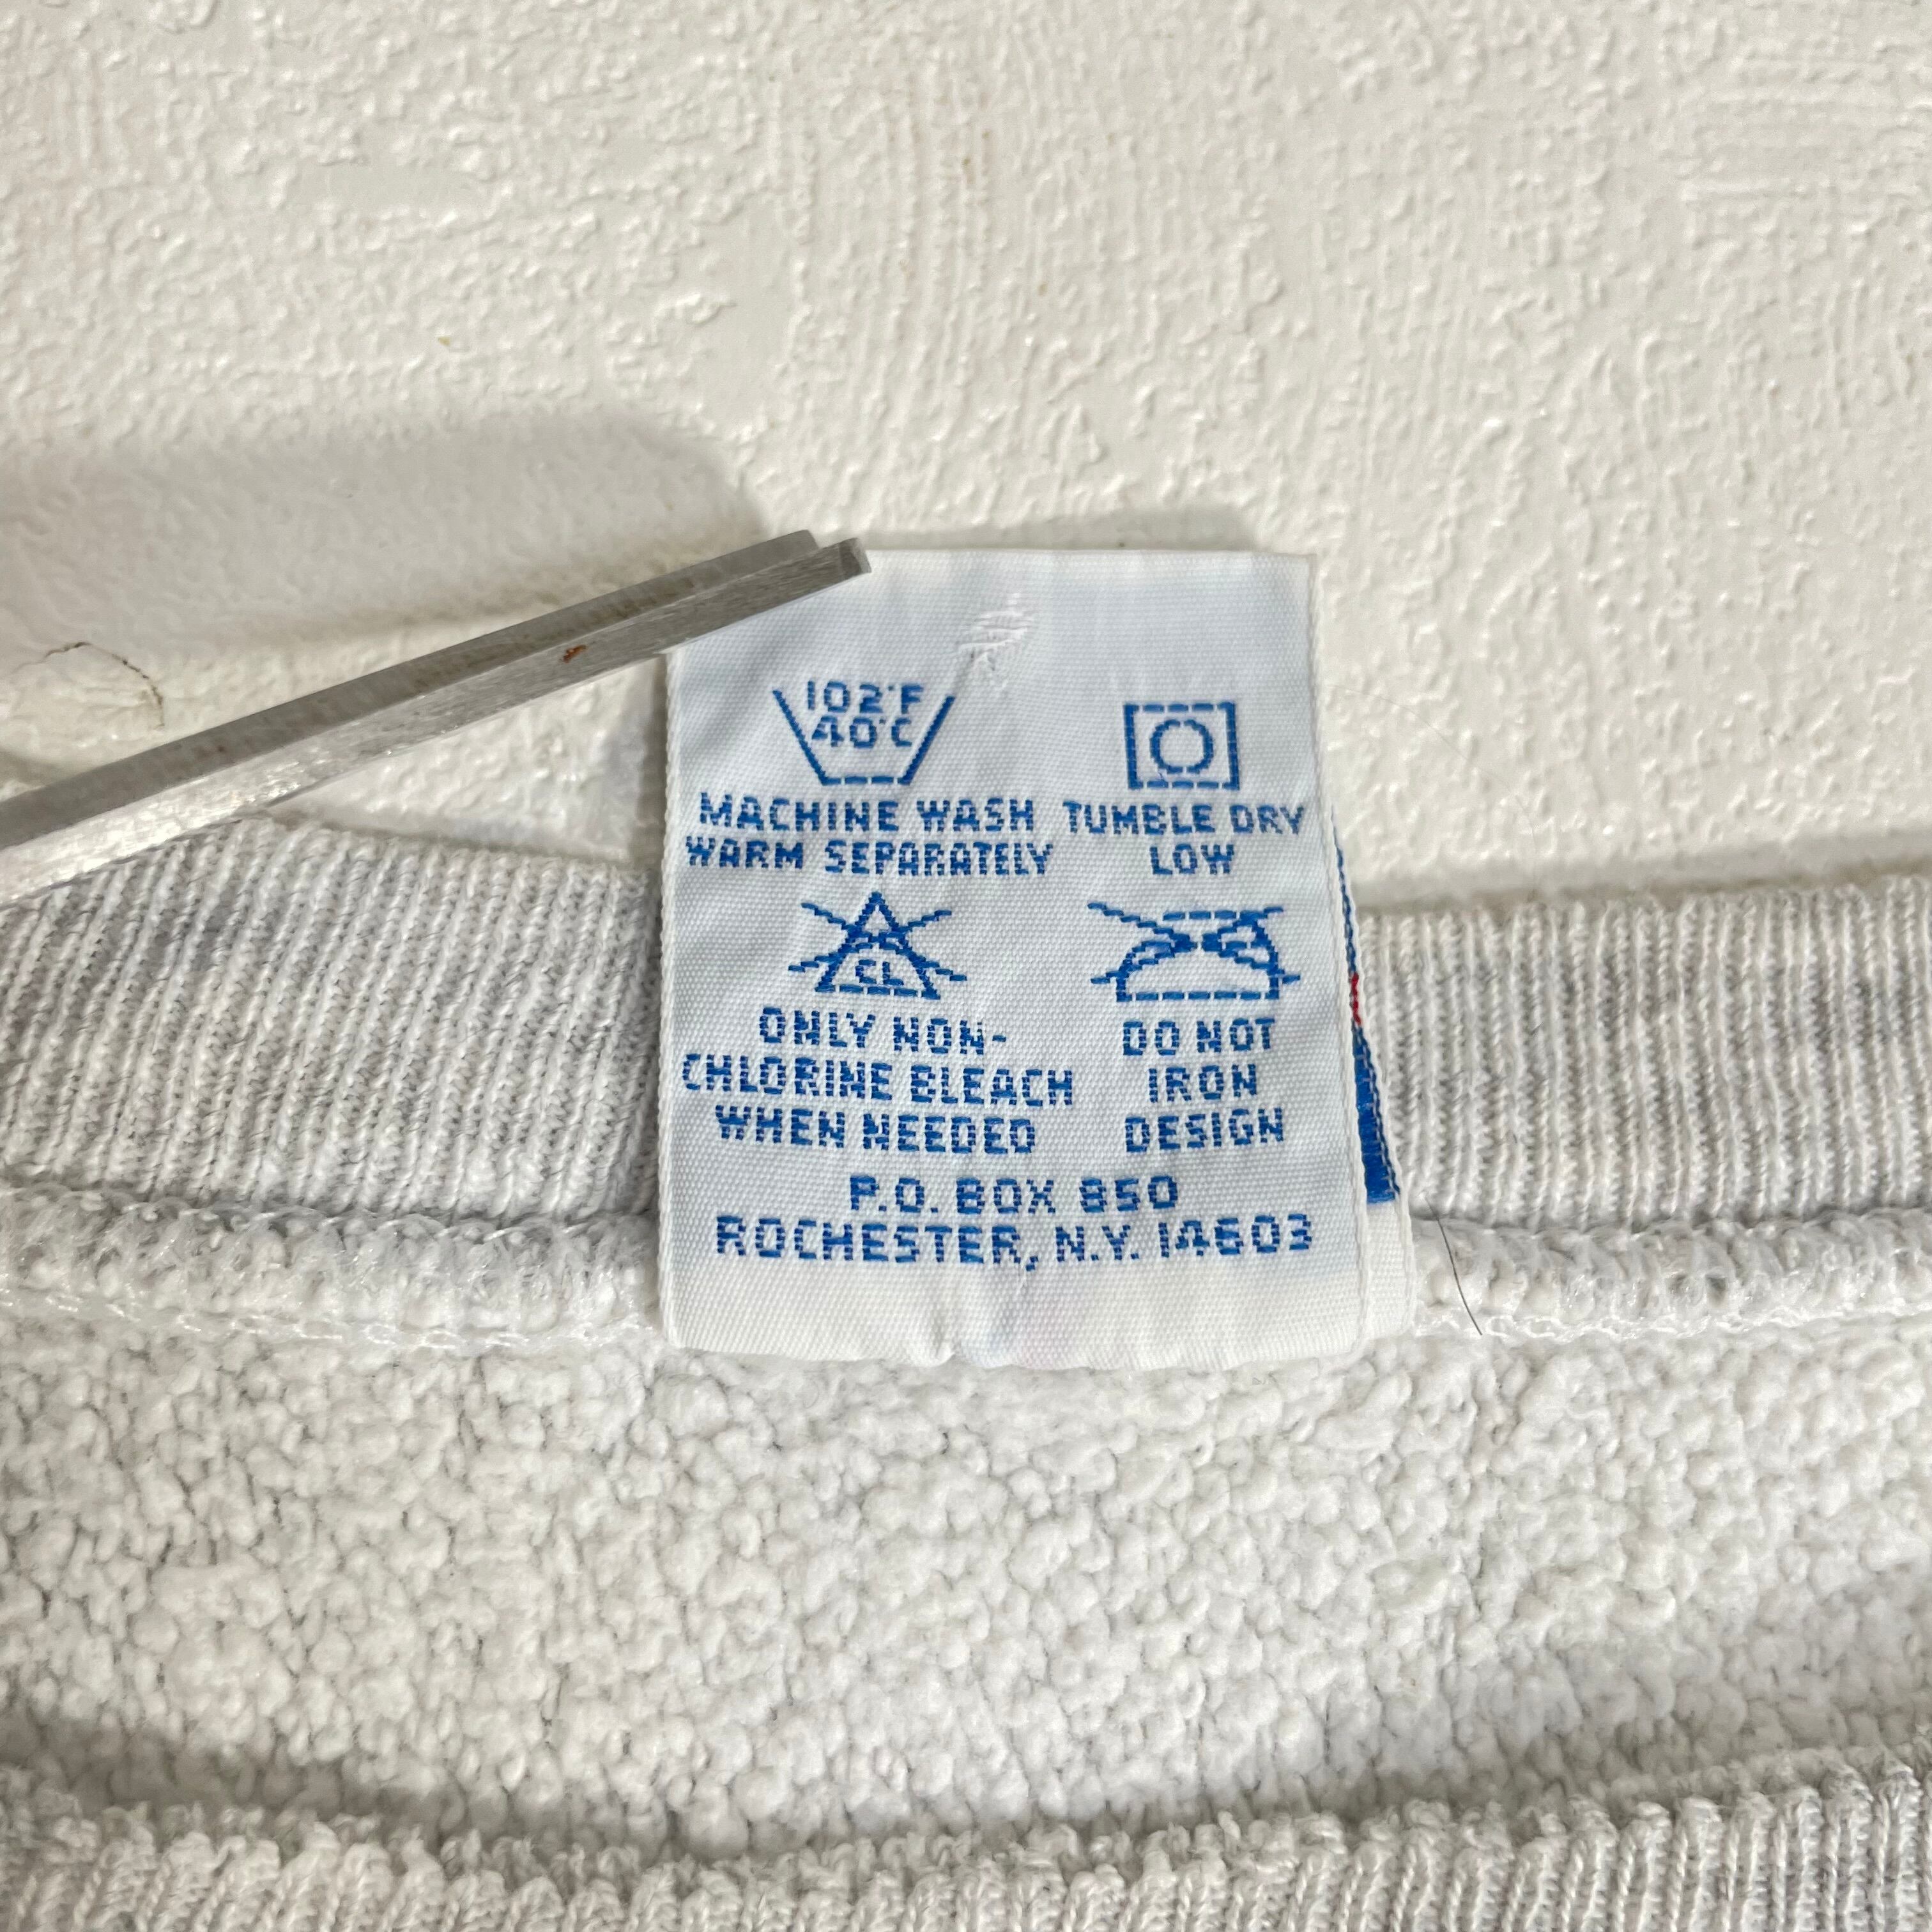 102°F
40°C
MACHINE WASH
WARM SEPARATELY
TUMBLE DRY
LOW
CL
ONLY NON-
CHLORINE BLEACH
WHEN NEEDED
DO NOT
IRON
DESIGN
P.O. BOX 850
ROCHESTER, N.Y. 14603